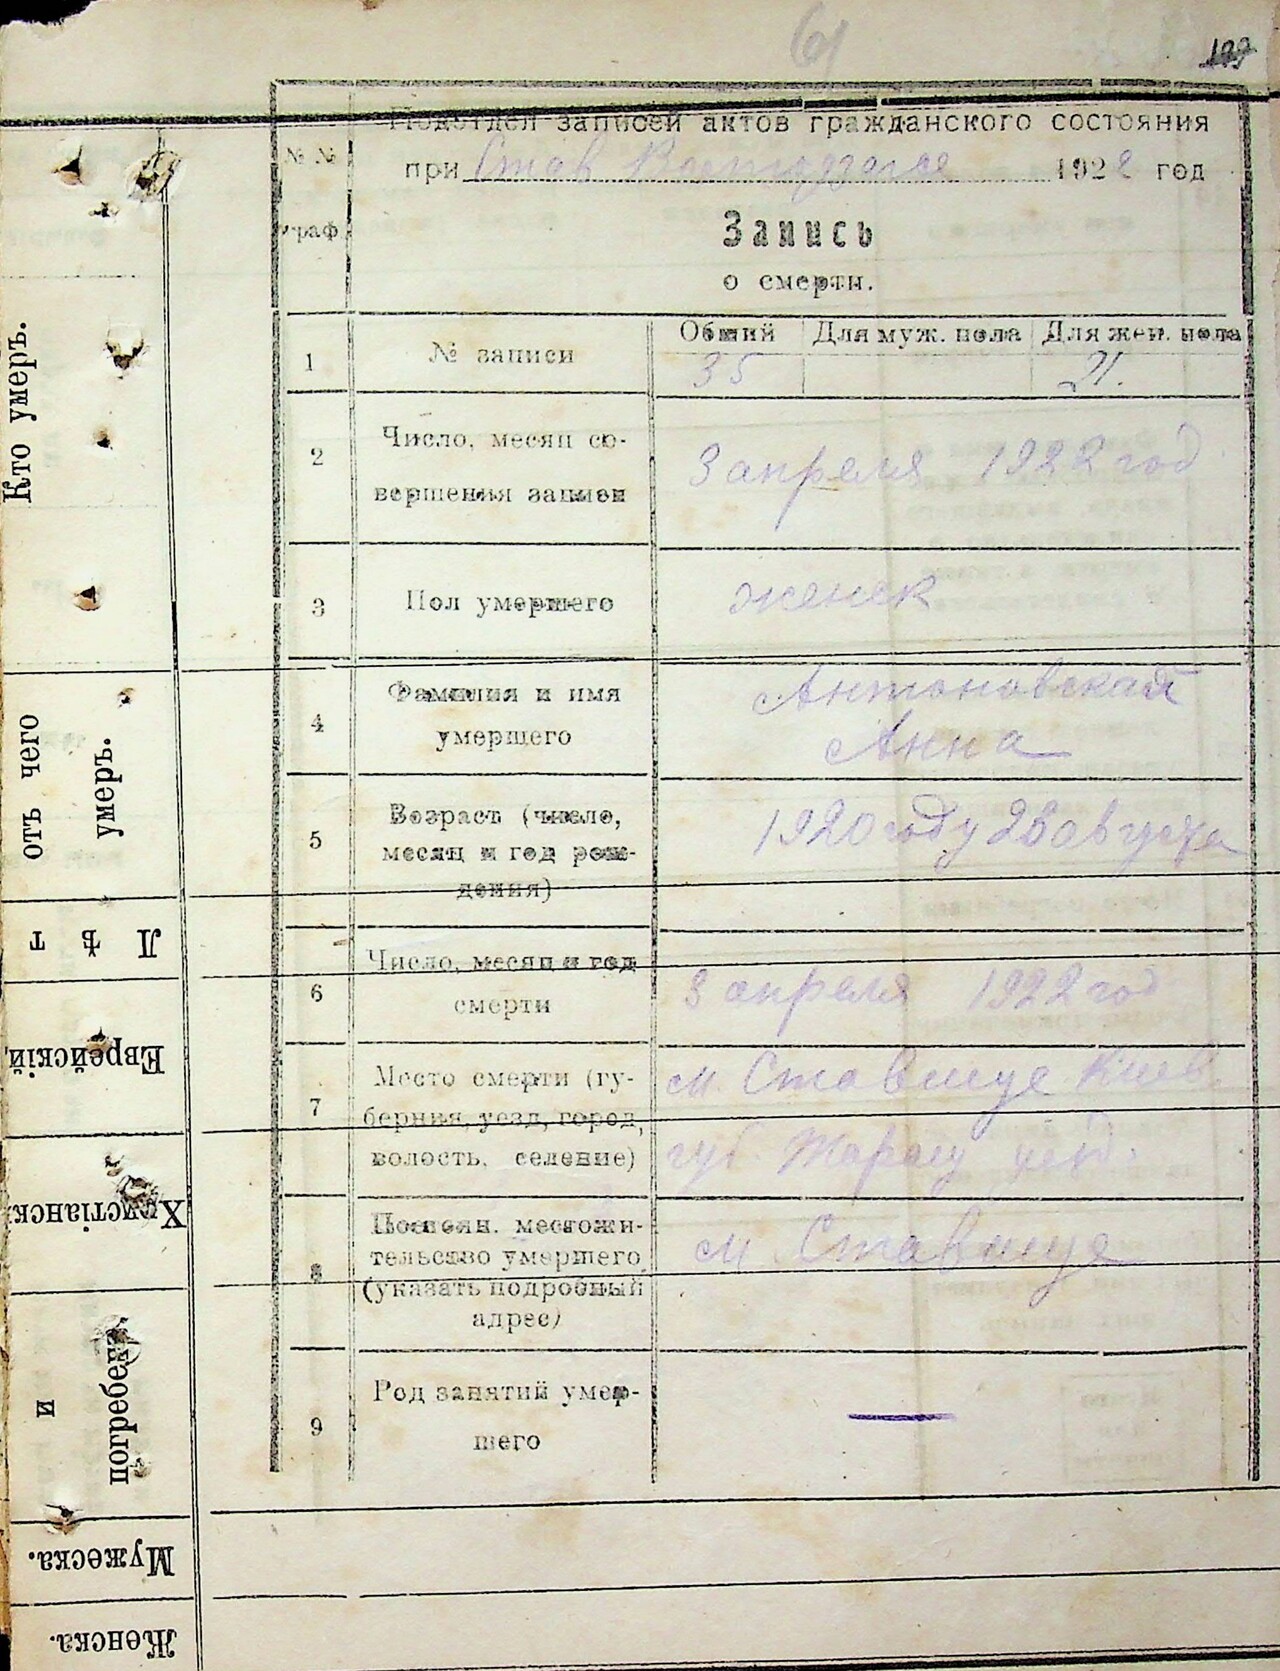 61
Подотдел записей актов гражданского состояния
при Став 1922 год
№ №
граф
Запись
о смерти.
1
№ записи
Общий
Для муж. пола
Для жен. пола
35
21.
2
Число, месяц со-
вершения записи
3 апреля 1922 год
3
Пол умершего
женск
4
Фамилия и имя
умершего
Антоновская
Анна
5
Возраст (число,
месяц и год рож-
дения)
1920 году 26 августа
6
Число, месяц и год
смерти
3 апреля 1922 год
7
Место смерти (гу-
берния, уезд, город,
волость, селение)
м. Ставище Киев
губ. Таращ уезд.
8
Постоян. местожи-
тельство умершего
(указать подробный
адрес)
м. Ставище
9
Род занятий умер-
шего
—
Кто умеръ.
отъ чего
умеръ.
Лѣт
Еврейскій.
Христіанск
и
погребенъ
Мужеска.
Женска.